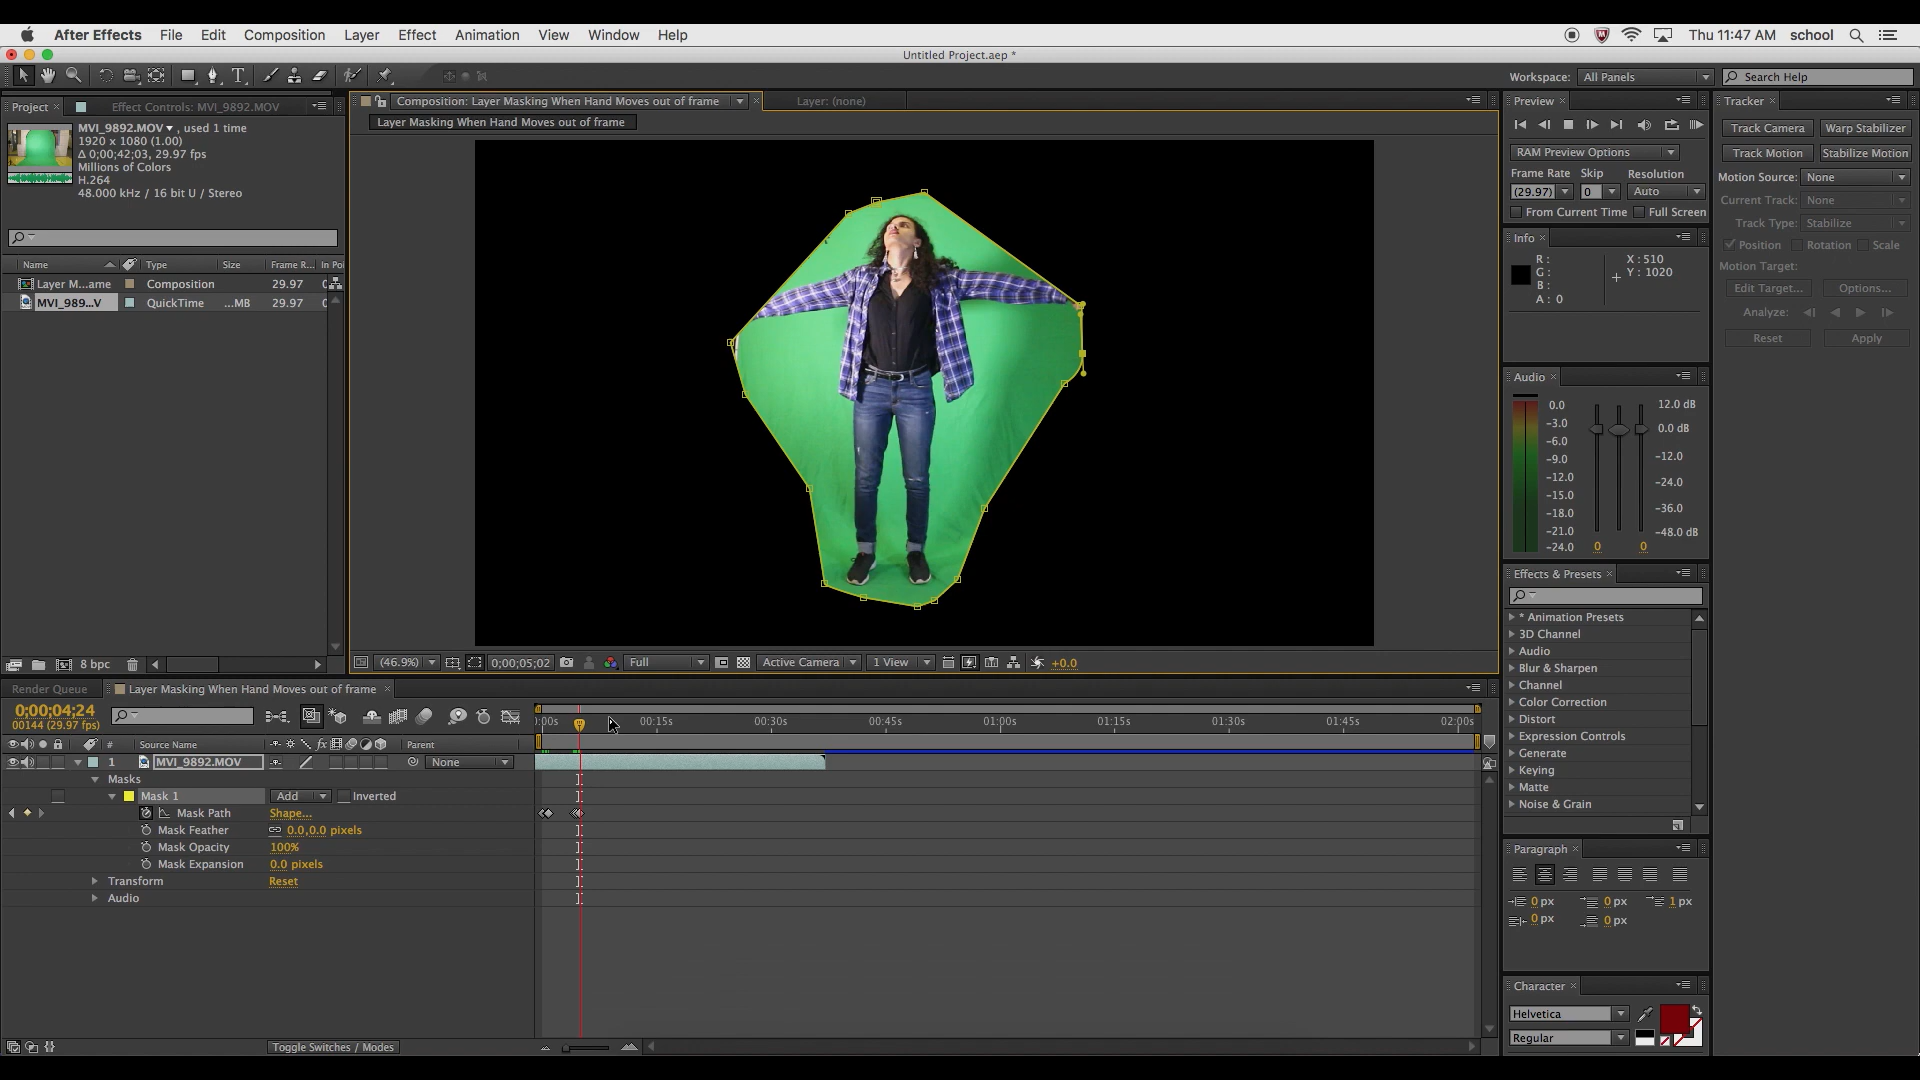 After Effects File Edit Composition Layer Effect Animation View Window Help
Thu 11:47 AM school
Untitled Project.aep *
T
Workspace: All Panels
Search Help
Project
Effect Controls: MVI_9892.MOV
MVI_9892.MOV , used 1 time
1920 x 1080 (1.00)
Δ 0;00;42;03, 29.97 fps
Millions of Colors
H.264
48.000 kHz / 16 bit U / Stereo
Name Type Size Frame R... In Poi
Layer M...ame Composition 29.97
MVI_989...V QuickTime ...MB 29.97
8 bpc
Composition: Layer Masking When Hand Moves out of frame
Layer: (none)
Layer Masking When Hand Moves out of frame
(46.9%) 0;00;05;02 Full Active Camera 1 View +0.0
Preview
RAM Preview Options
Frame Rate Skip Resolution
(29.97) 0 Auto
From Current Time Full Screen
Info
R : X : 510
G : Y : 1020
B :
A : 0
Audio
0.0 12.0 dB
-3.0 0.0 dB
-6.0
-9.0 -12.0
-12.0 -24.0
-15.0
-18.0 -36.0
-21.0 -48.0 dB
-24.0 0 0
Effects & Presets
* Animation Presets
3D Channel
Audio
Blur & Sharpen
Channel
Color Correction
Distort
Expression Controls
Generate
Keying
Matte
Noise & Grain
Paragraph
0 px 0 px 1 px
0 px 0 px
Character
Helvetica
Regular
Tracker
Track Camera Warp Stabilizer
Track Motion Stabilize Motion
Motion Source: None
Current Track: None
Track Type: Stabilize
Position Rotation Scale
Motion Target:
Edit Target... Options...
Analyze:
Reset Apply
Render Queue
Layer Masking When Hand Moves out of frame
0;00;04;24
00144 (29.97 fps)
:00s 00:15s 00:30s 00:45s 01:00s 01:15s 01:30s 01:45s 02:00s
# Source Name fx Parent
1 MVI_9892.MOV None
Masks
Mask 1 Add Inverted
Mask Path Shape...
Mask Feather 0.0,0.0 pixels
Mask Opacity 100%
Mask Expansion 0.0 pixels
Transform Reset
Audio
Toggle Switches / Modes